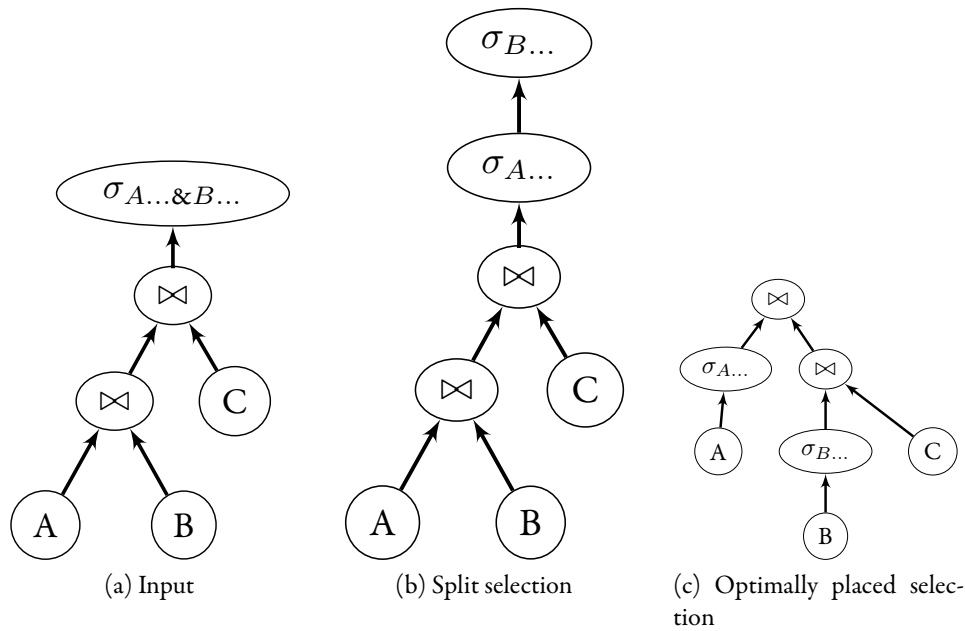 σA...&B...
⋈
⋈
C
A
B
(a) Input
σB...
σA...
⋈
⋈
C
A
B
(b) Split selection
⋈
σA...
⋈
A
σB...
C
B
(c) Optimally placed selec-
tion